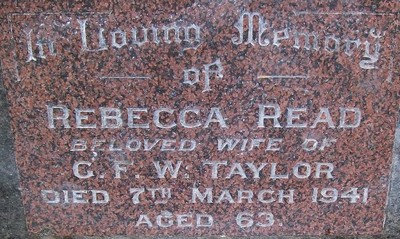 In Loving Memory
of
REBECCA READ
BELOVED WIFE OF
G. F. W. TAYLOR
DIED 7TH MARCH 1941
AGED 63.